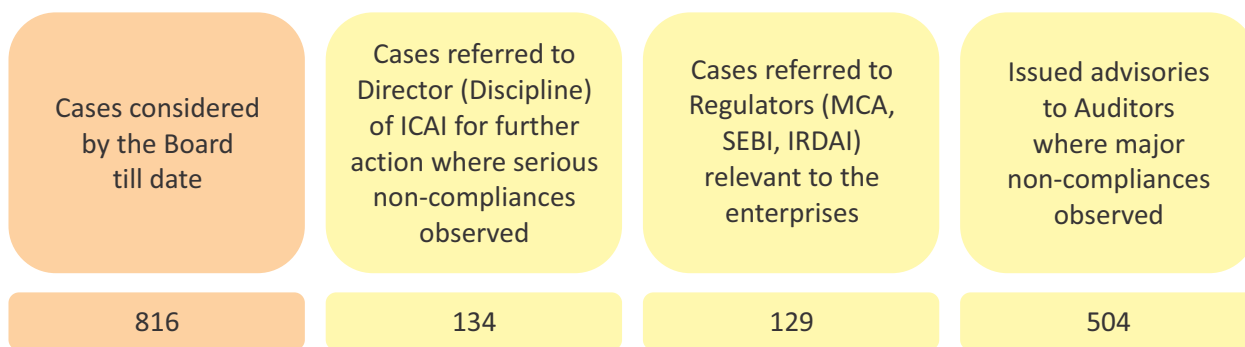 Cases considered
by the Board
till date
Cases referred to
Director (Discipline)
of ICAI for further
action where serious
non-compliances
observed
Cases referred to
Regulators (MCA,
SEBI, IRDAI)
relevant to the
enterprises
Issued advisories
to Auditors
where major
non-compliances
observed
816
134
129
504